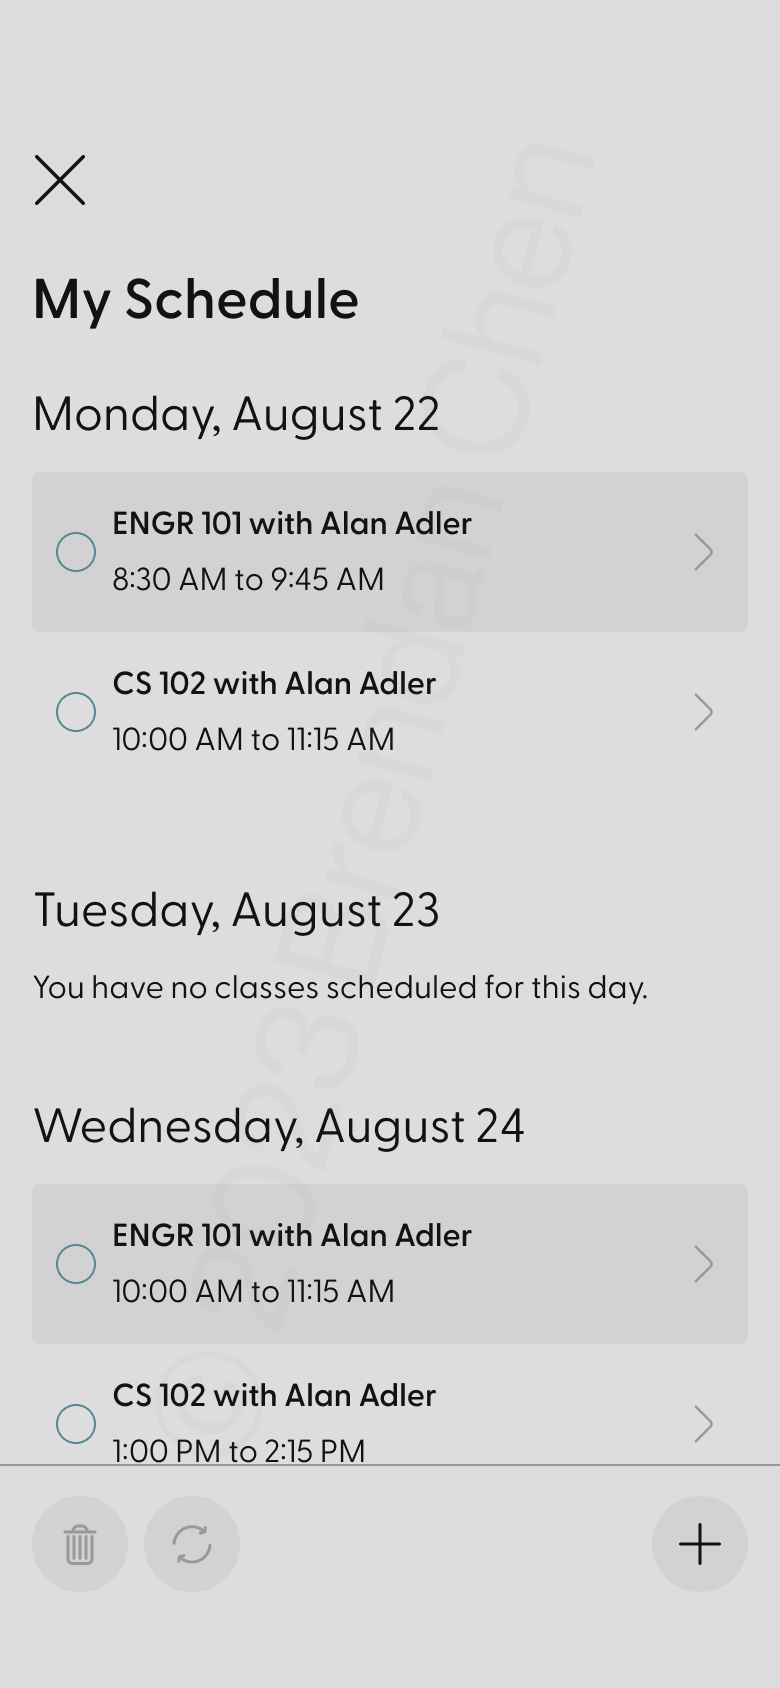 My Schedule
Monday, August 22
ENGR 101 with Alan Adler
8:30 AM to 9:45 AM
CS 102 with Alan Adler
10:00 AM to 11:15 AM
Tuesday, August 23
You have no classes scheduled for this day.
Wednesday, August 24
ENGR 101 with Alan Adler
10:00 AM to 11:15 AM
CS 102 with Alan Adler
1:00 PM to 2:15 PM
© 2023 Brendan Chen